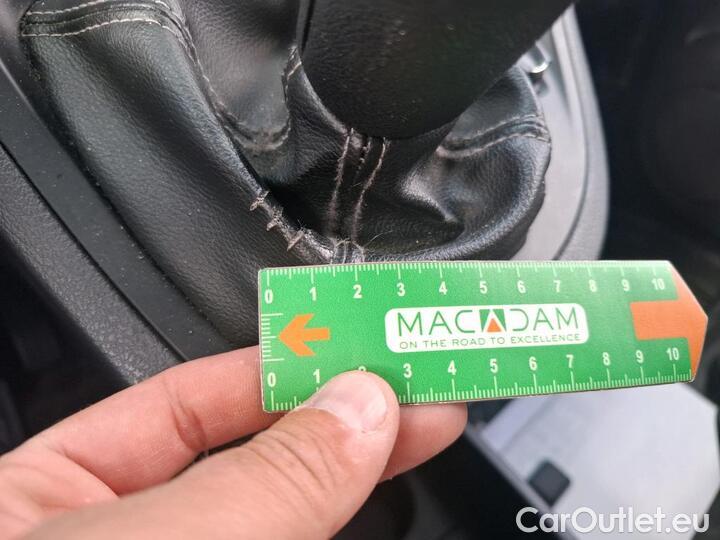 0 1 2 3 4 5 6 7 8 9 10
MACADAM
ON THE ROAD TO EXCELLENCE
0 1 2 3 4 5 6 7 8 9 10
CarOutlet.eu